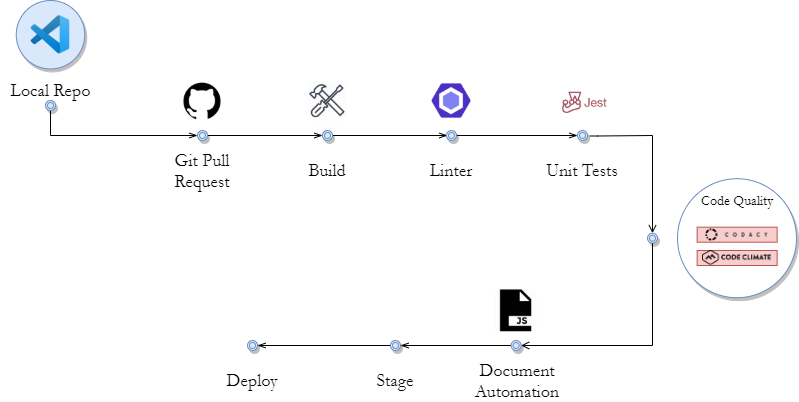 Local Repo
Git Pull
Request
Build
Linter
Jest
Unit Tests
Code Quality
CODACY
CODE CLIMATE
JS
Document
Automation
Stage
Deploy